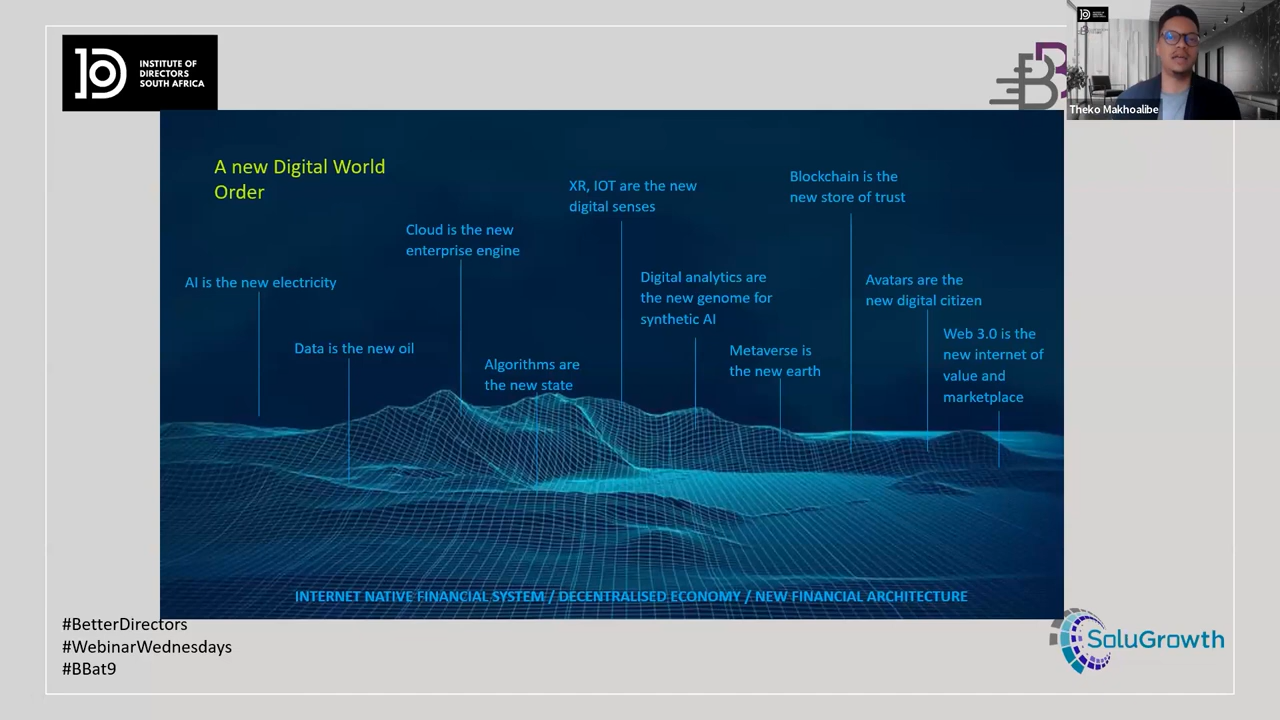 INSTITUTE OF
DIRECTORS
SOUTH AFRICA
Theko Makhoalibe
A new Digital World
Order
AI is the new electricity
Data is the new oil
Cloud is the new
enterprise engine
Algorithms are
the new state
XR, IOT are the new
digital senses
Digital analytics are
the new genome for
synthetic AI
Metaverse is
the new earth
Blockchain is the
new store of trust
Avatars are the
new digital citizen
Web 3.0 is the
new internet of
value and
marketplace
INTERNET NATIVE FINANCIAL SYSTEM / DECENTRALISED ECONOMY / NEW FINANCIAL ARCHITECTURE
#BetterDirectors
#WebinarWednesdays
#BBat9
SoluGrowth